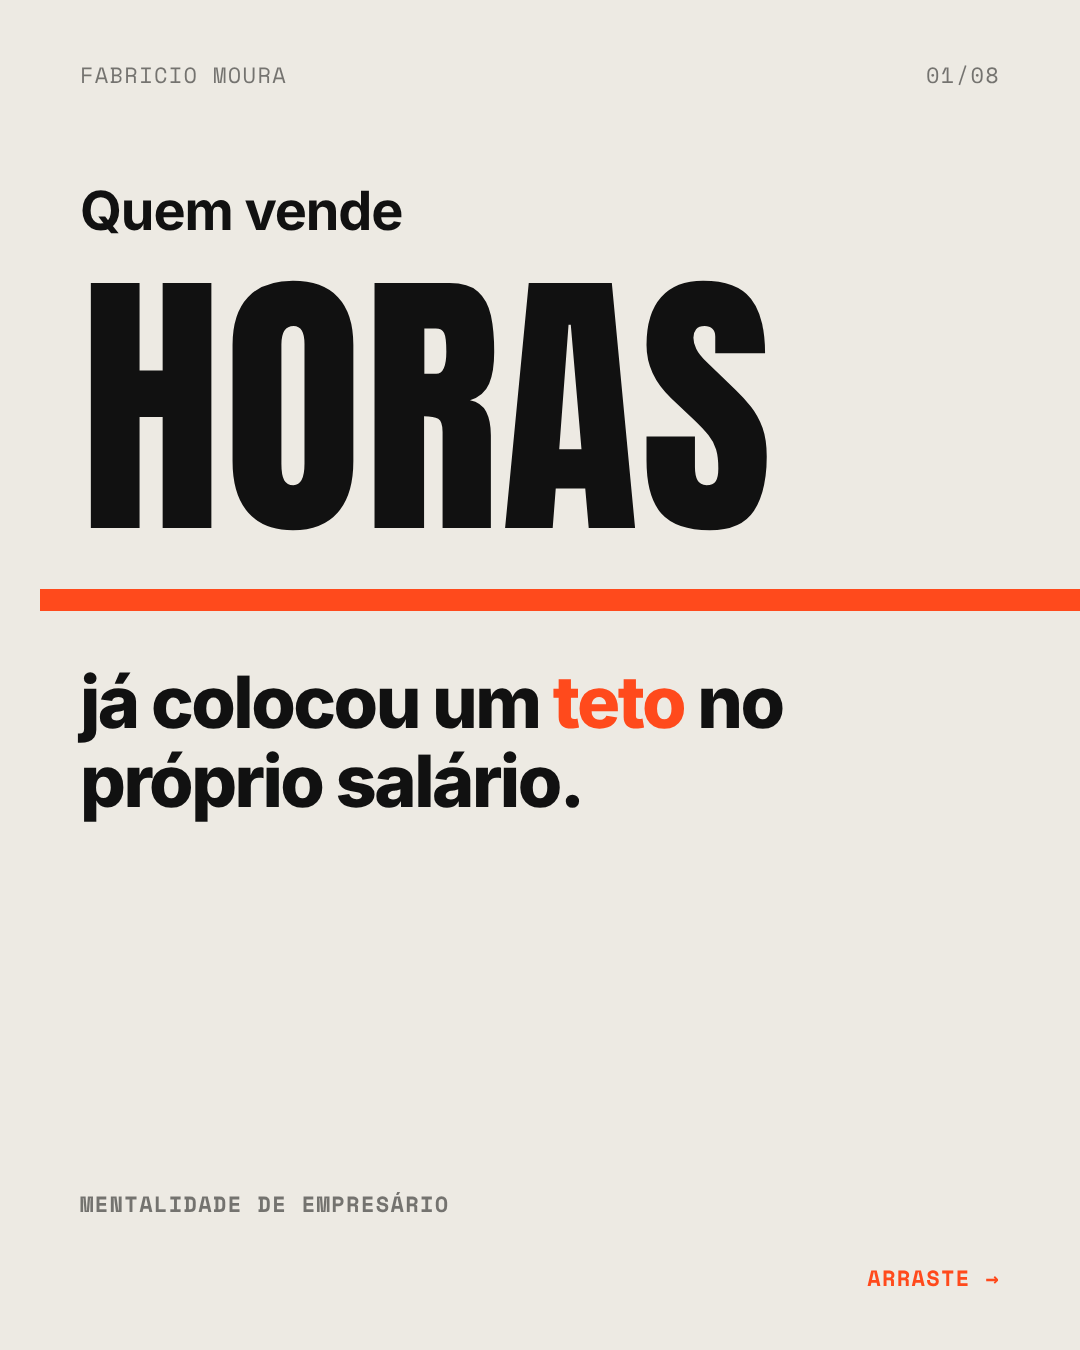 FABRICIO MOURA
01/08
Quem vende
HORAS
já colocou um teto no
próprio salário.
MENTALIDADE DE EMPRESÁRIO
ARRASTE →